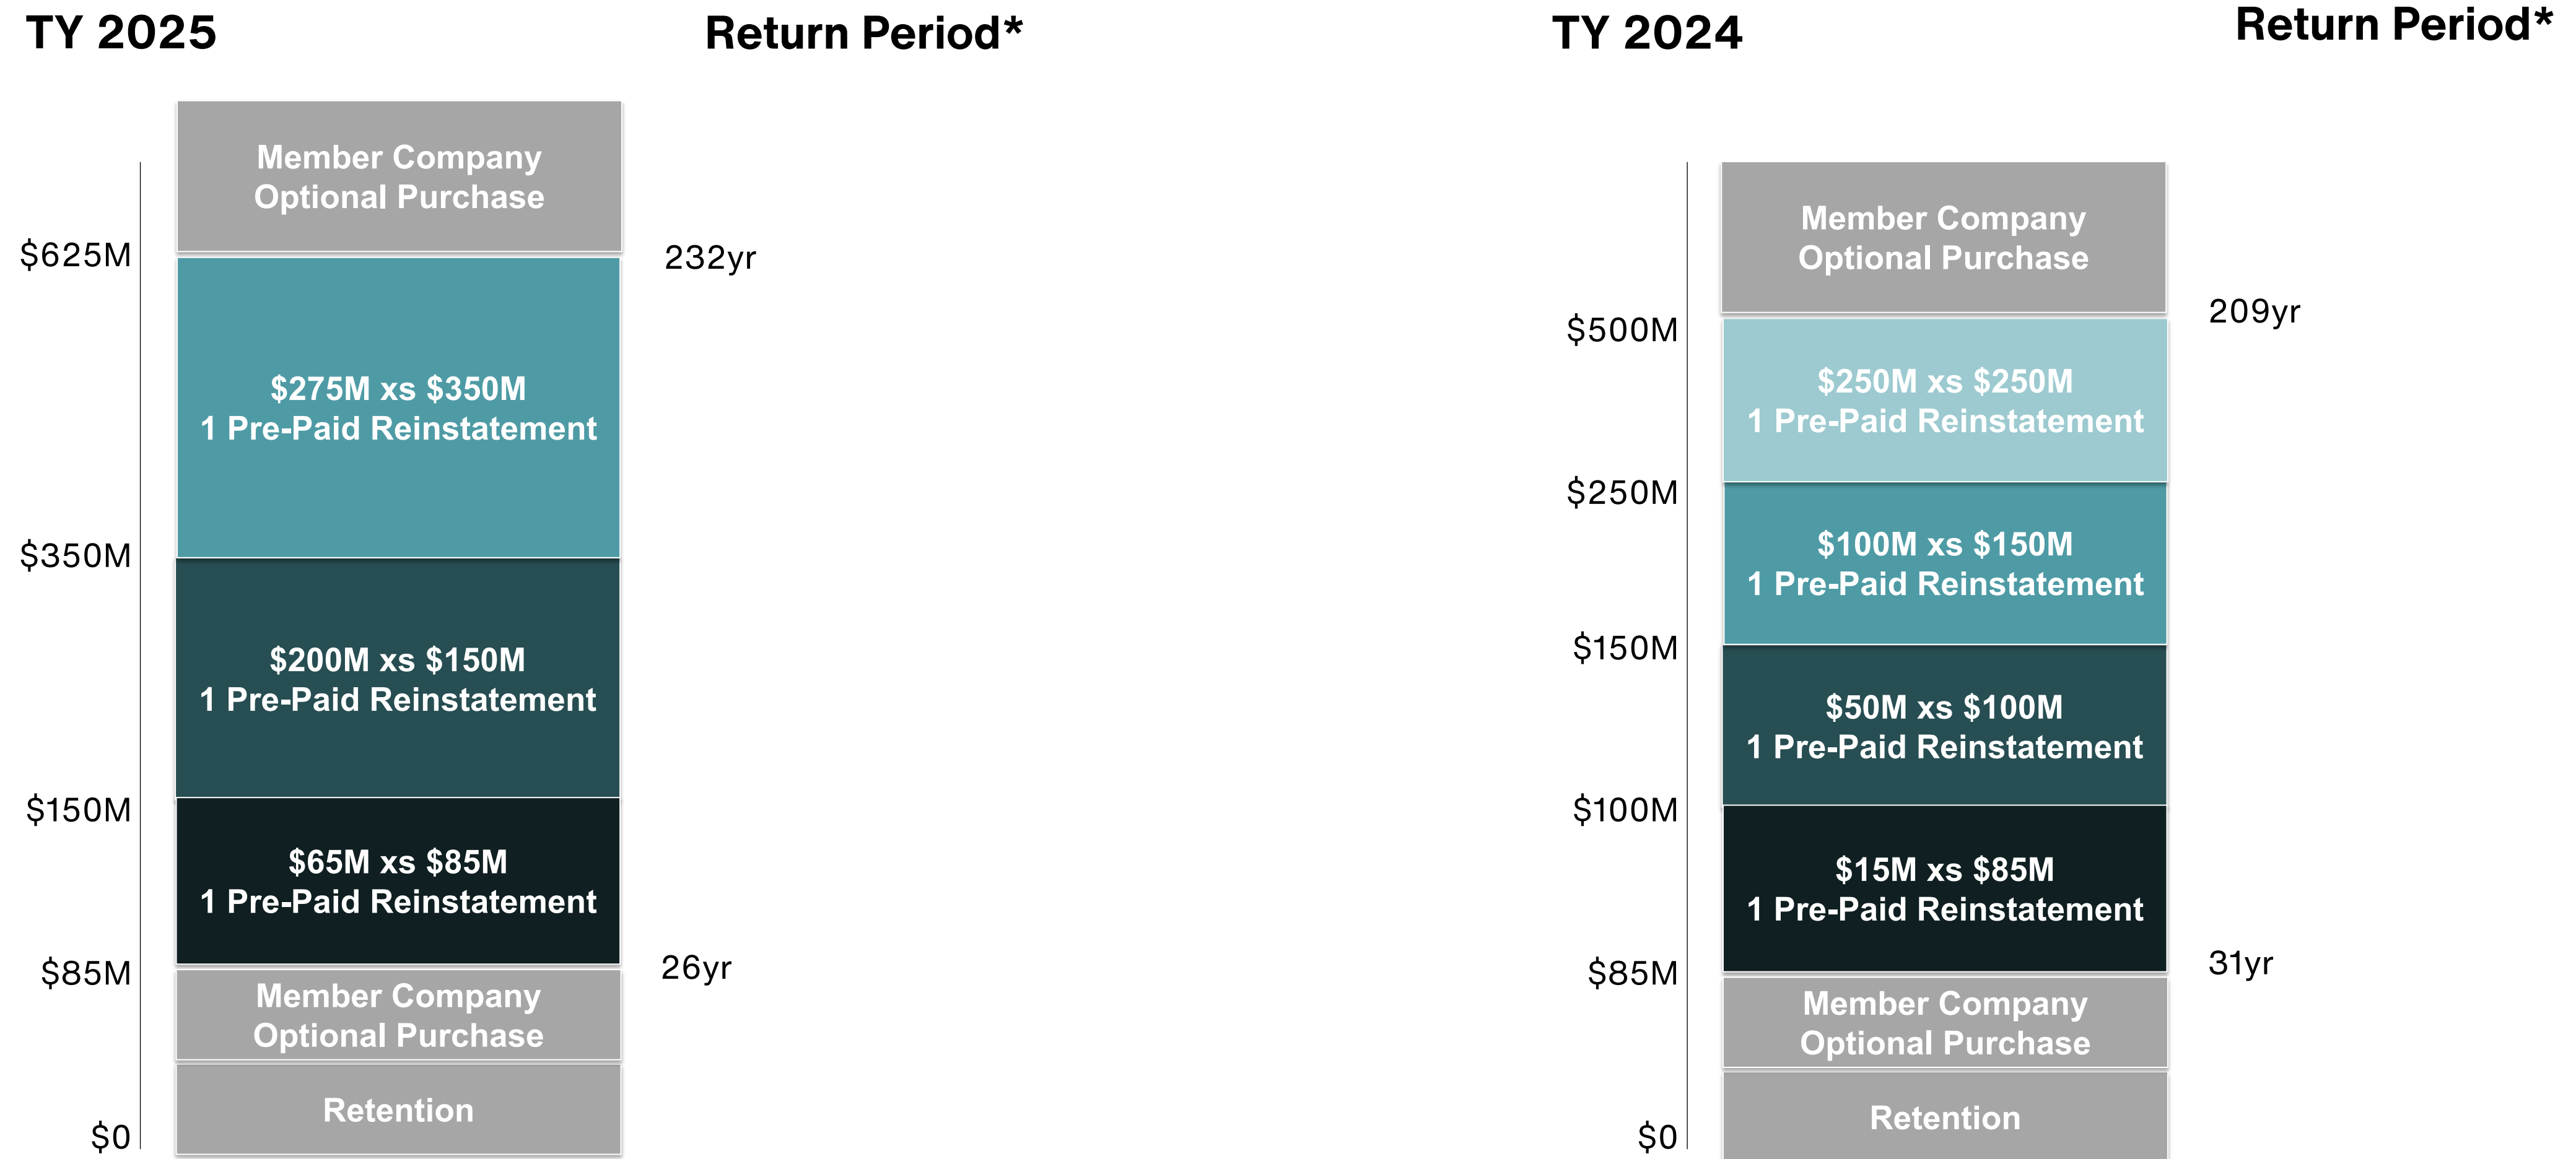 TY 2025
Return Period*
Member Company
Optional Purchase
$625M
232yr
$275M xs $350M
1 Pre-Paid Reinstatement
$350M
$200M xs $150M
1 Pre-Paid Reinstatement
$150M
$65M xs $85M
1 Pre-Paid Reinstatement
$85M
26yr
Member Company
Optional Purchase
Retention
$0
TY 2024
Return Period*
Member Company
Optional Purchase
209yr
$500M
$250M xs $250M
1 Pre-Paid Reinstatement
$250M
$100M xs $150M
1 Pre-Paid Reinstatement
$150M
$50M xs $100M
1 Pre-Paid Reinstatement
$100M
$15M xs $85M
1 Pre-Paid Reinstatement
$85M
31yr
Member Company
Optional Purchase
Retention
$0